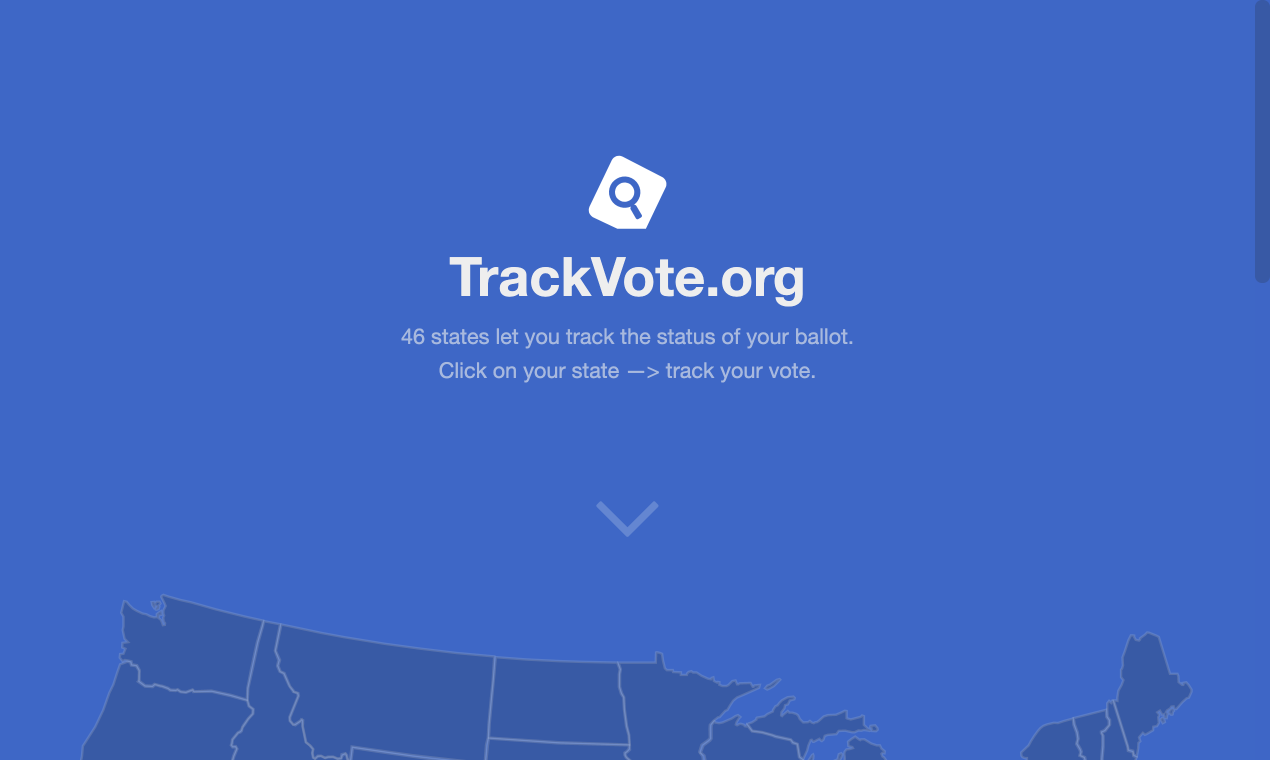 TrackVote.org
46 states let you track the status of your ballot.
Click on your state —> track your vote.